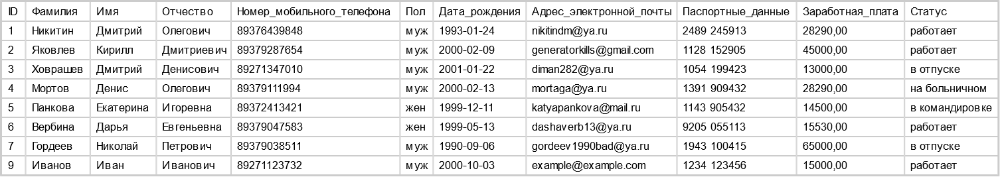 ID Фамилия Имя Отчество Номер_мобильного_телефона Пол Дата_рождения Адрес_электронной_почты Паспортные_данные Заработная_плата Статус
1 Никитин Дмитрий Олегович 89376439848 муж 1993-01-24 nikitindm@ya.ru 2489 245913 28290,00 работает
2 Яковлев Кирилл Дмитриевич 89379287654 муж 2000-02-09 generatorkills@gmail.com 1128 152905 45000,00 работает
3 Ховрашев Дмитрий Денисович 89271347010 муж 2001-01-22 diman282@ya.ru 1054 199423 13000,00 в отпуске
4 Мортов Денис Олегович 89379111994 муж 2000-02-13 mortaga@ya.ru 1391 909432 28290,00 на больничном
5 Панкова Екатерина Игоревна 89372413421 жен 1999-12-11 katyapankova@mail.ru 1143 905432 14500,00 в командировке
6 Вербина Дарья Евгеньевна 89379047583 жен 1999-05-13 dashaverb13@ya.ru 9205 055113 15530,00 работает
7 Гордеев Николай Петрович 89379038511 муж 1990-09-06 gordeev1990bad@ya.ru 1943 100415 65000,00 в отпуске
9 Иванов Иван Иванович 89271123732 муж 2000-10-03 example@example.com 1234 123456 15000,00 работает